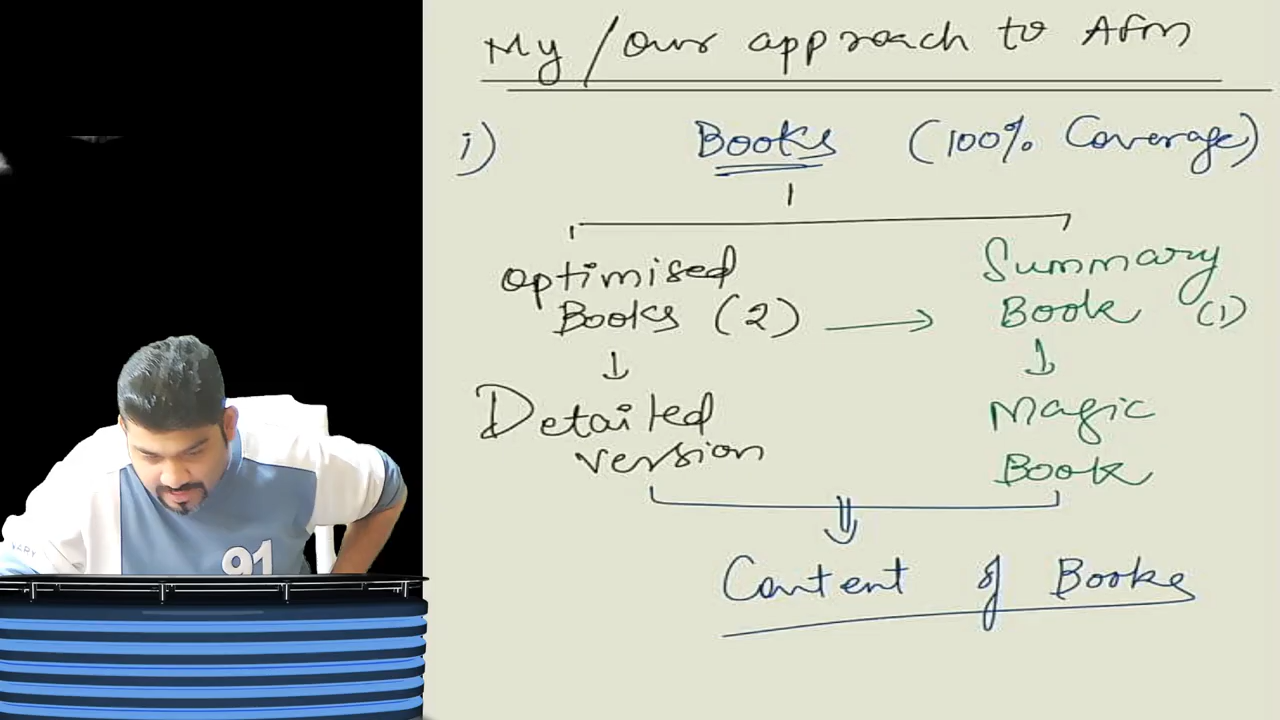 My / our approach to Afm
i) Books (100% Coverage)
Optimised Summary
Books (2) → Book (1)
Detailed Magic
version Book
Content of Books
91